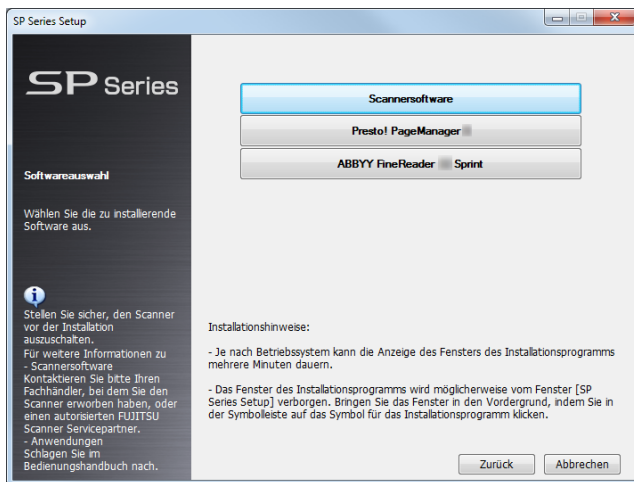 SP Series Setup
SP Series
Softwareauswahl
Wählen Sie die zu installierende
Software aus.
Stellen Sie sicher, den Scanner
vor der Installation
auszuschalten.
Für weitere Informationen zu
- Scannersoftware
Kontaktieren Sie bitte Ihren
Fachhändler, bei dem Sie den
Scanner erworben haben, oder
einen autorisierten FUJITSU
Scanner Servicepartner.
- Anwendungen
Schlagen Sie im
Bedienungshandbuch nach.
Scannersoftware
Presto! PageManager
ABBYY FineReader Sprint
Installationshinweise:
- Je nach Betriebssystem kann die Anzeige des Fensters des Installationsprogramms
mehrere Minuten dauern.
- Das Fenster des Installationsprogramms wird möglicherweise vom Fenster [SP
Series Setup] verborgen. Bringen Sie das Fenster in den Vordergrund, indem Sie in
der Symbolleiste auf das Symbol für das Installationsprogramm klicken.
Zurück
Abbrechen